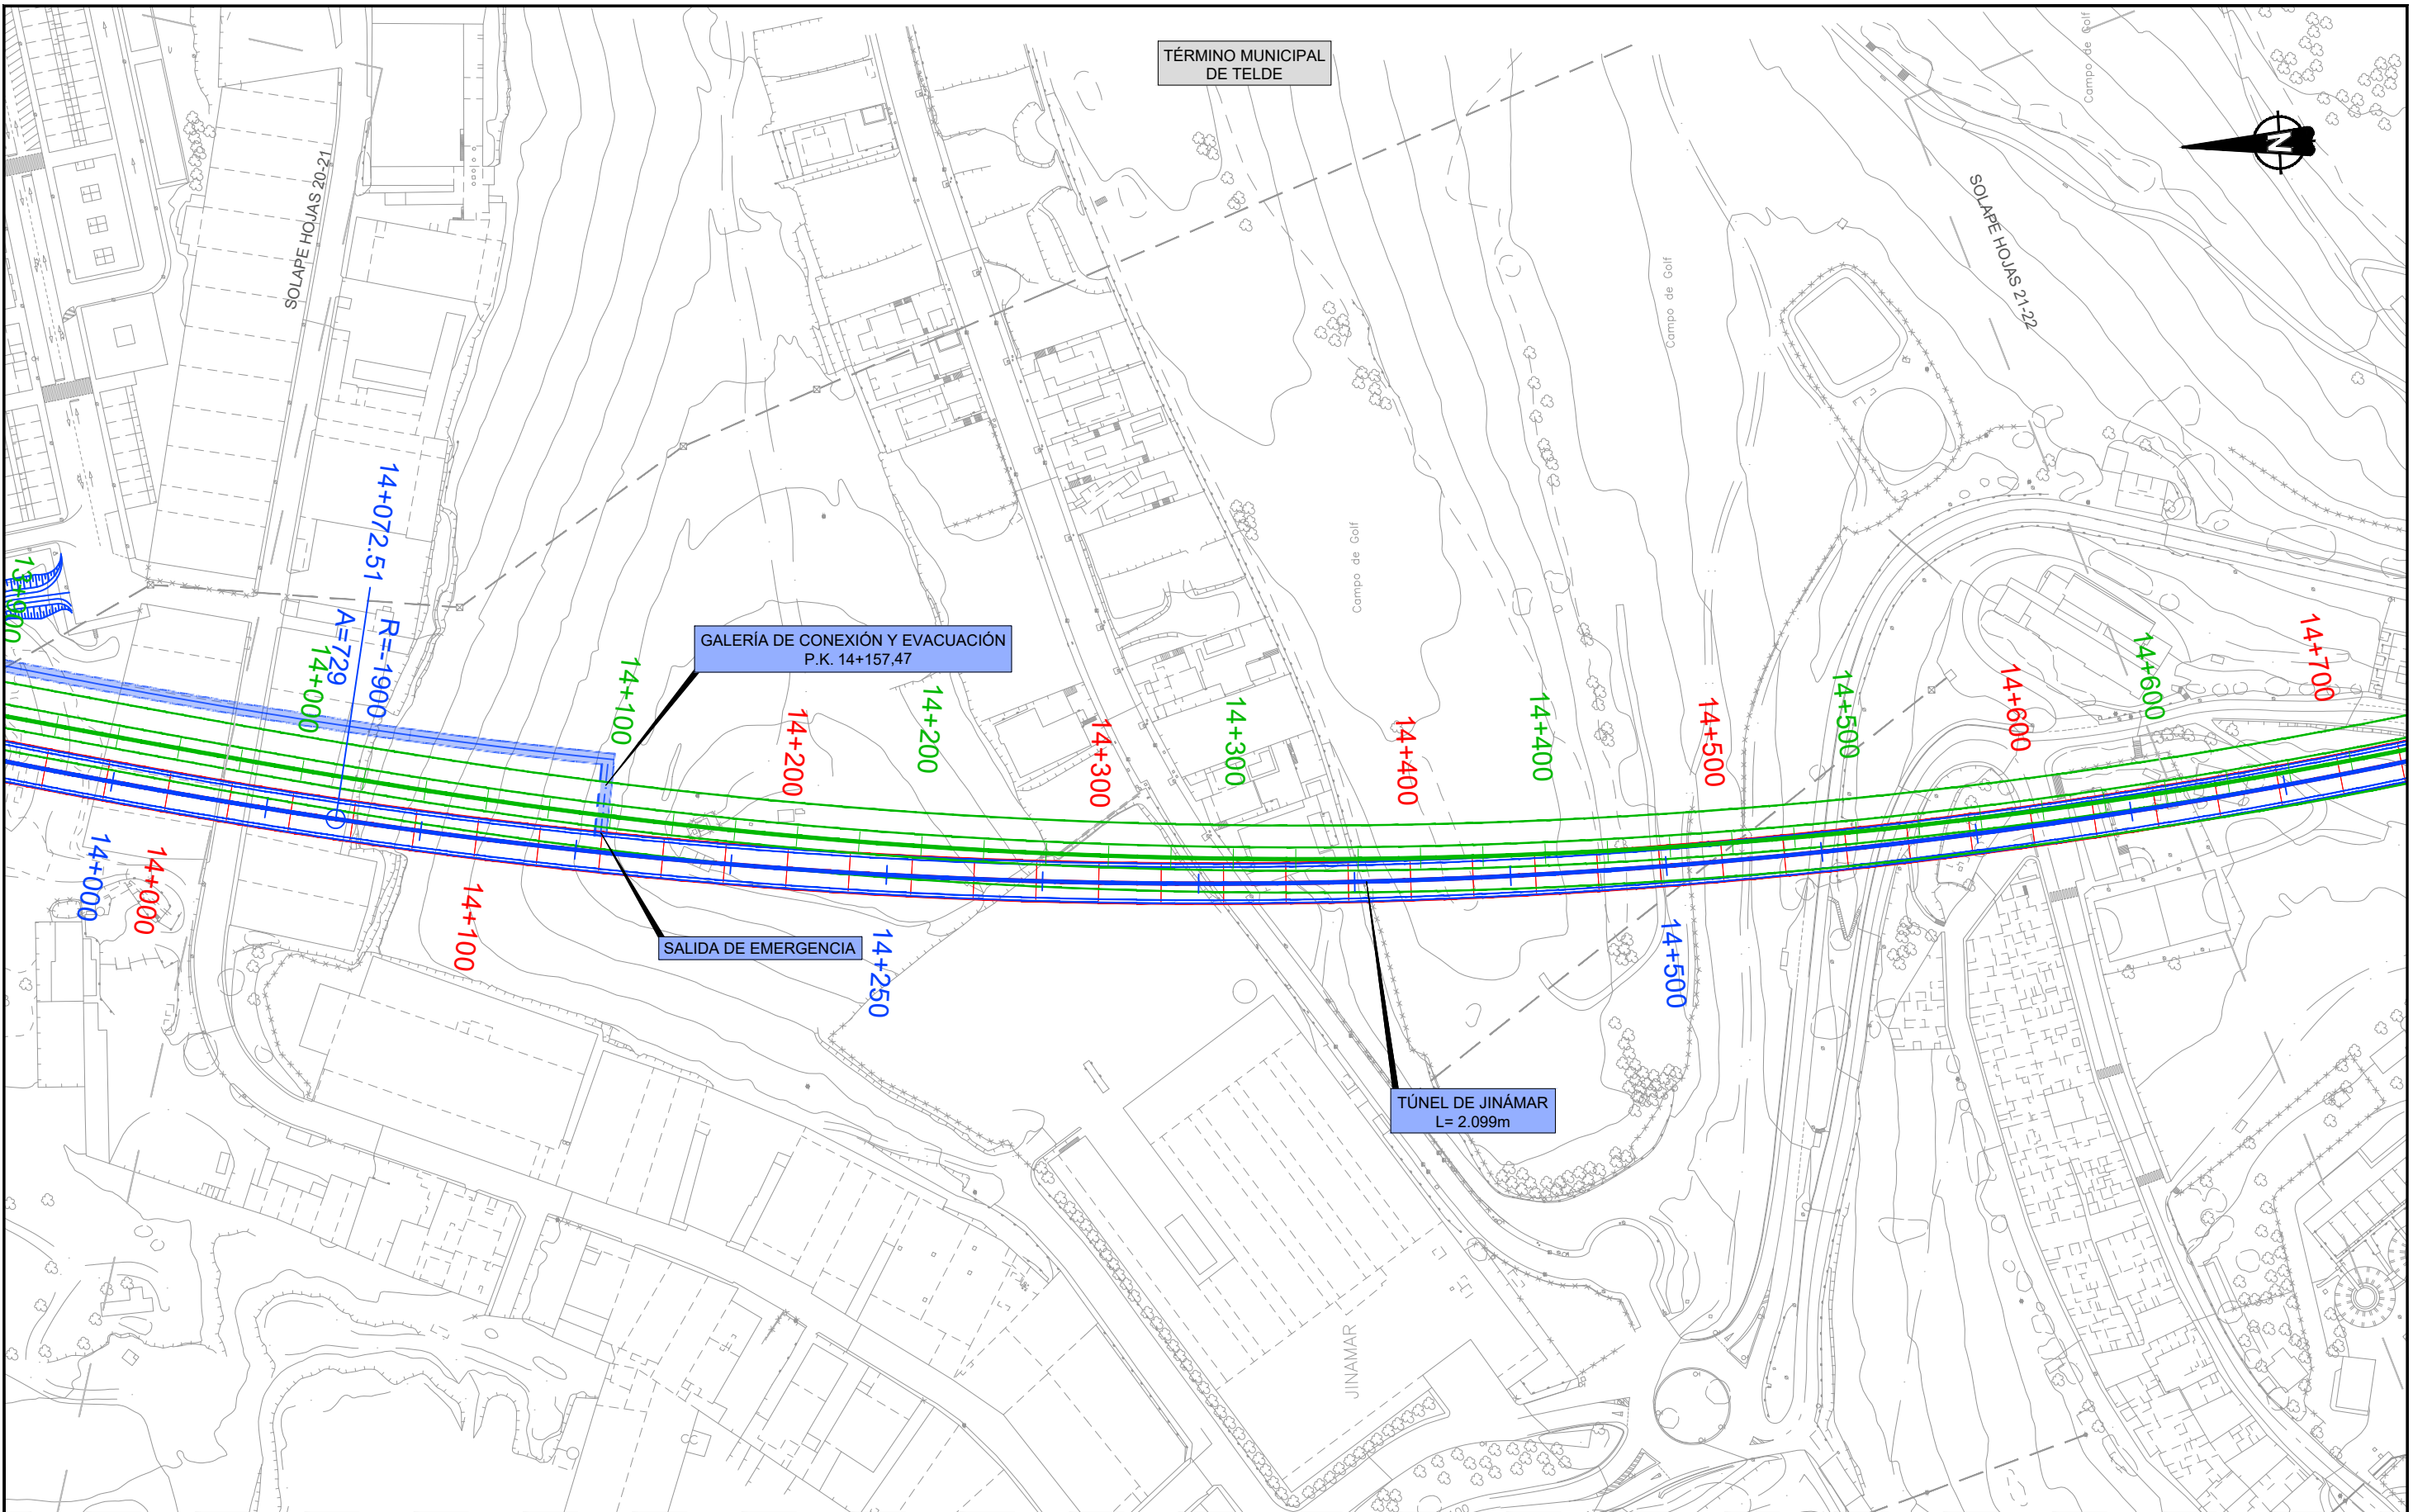 TÉRMINO MUNICIPAL
DE TELDE
Campo de Golf
N
SOLAPE HOJAS 20-21
SOLAPE HOJAS 21-22
Campo de Golf
Campo de Golf
14+072.51
R=-1900
A=729
13+900
14+000
14+100
GALERÍA DE CONEXIÓN Y EVACUACIÓN
P.K. 14+157,47
14+200
14+200
14+300
14+300
14+400
14+400
14+500
14+500
14+600
14+600
14+700
14+000
14+000
14+100
SALIDA DE EMERGENCIA
14+250
14+500
TÚNEL DE JINÁMAR
L= 2.099m
JINAMAR